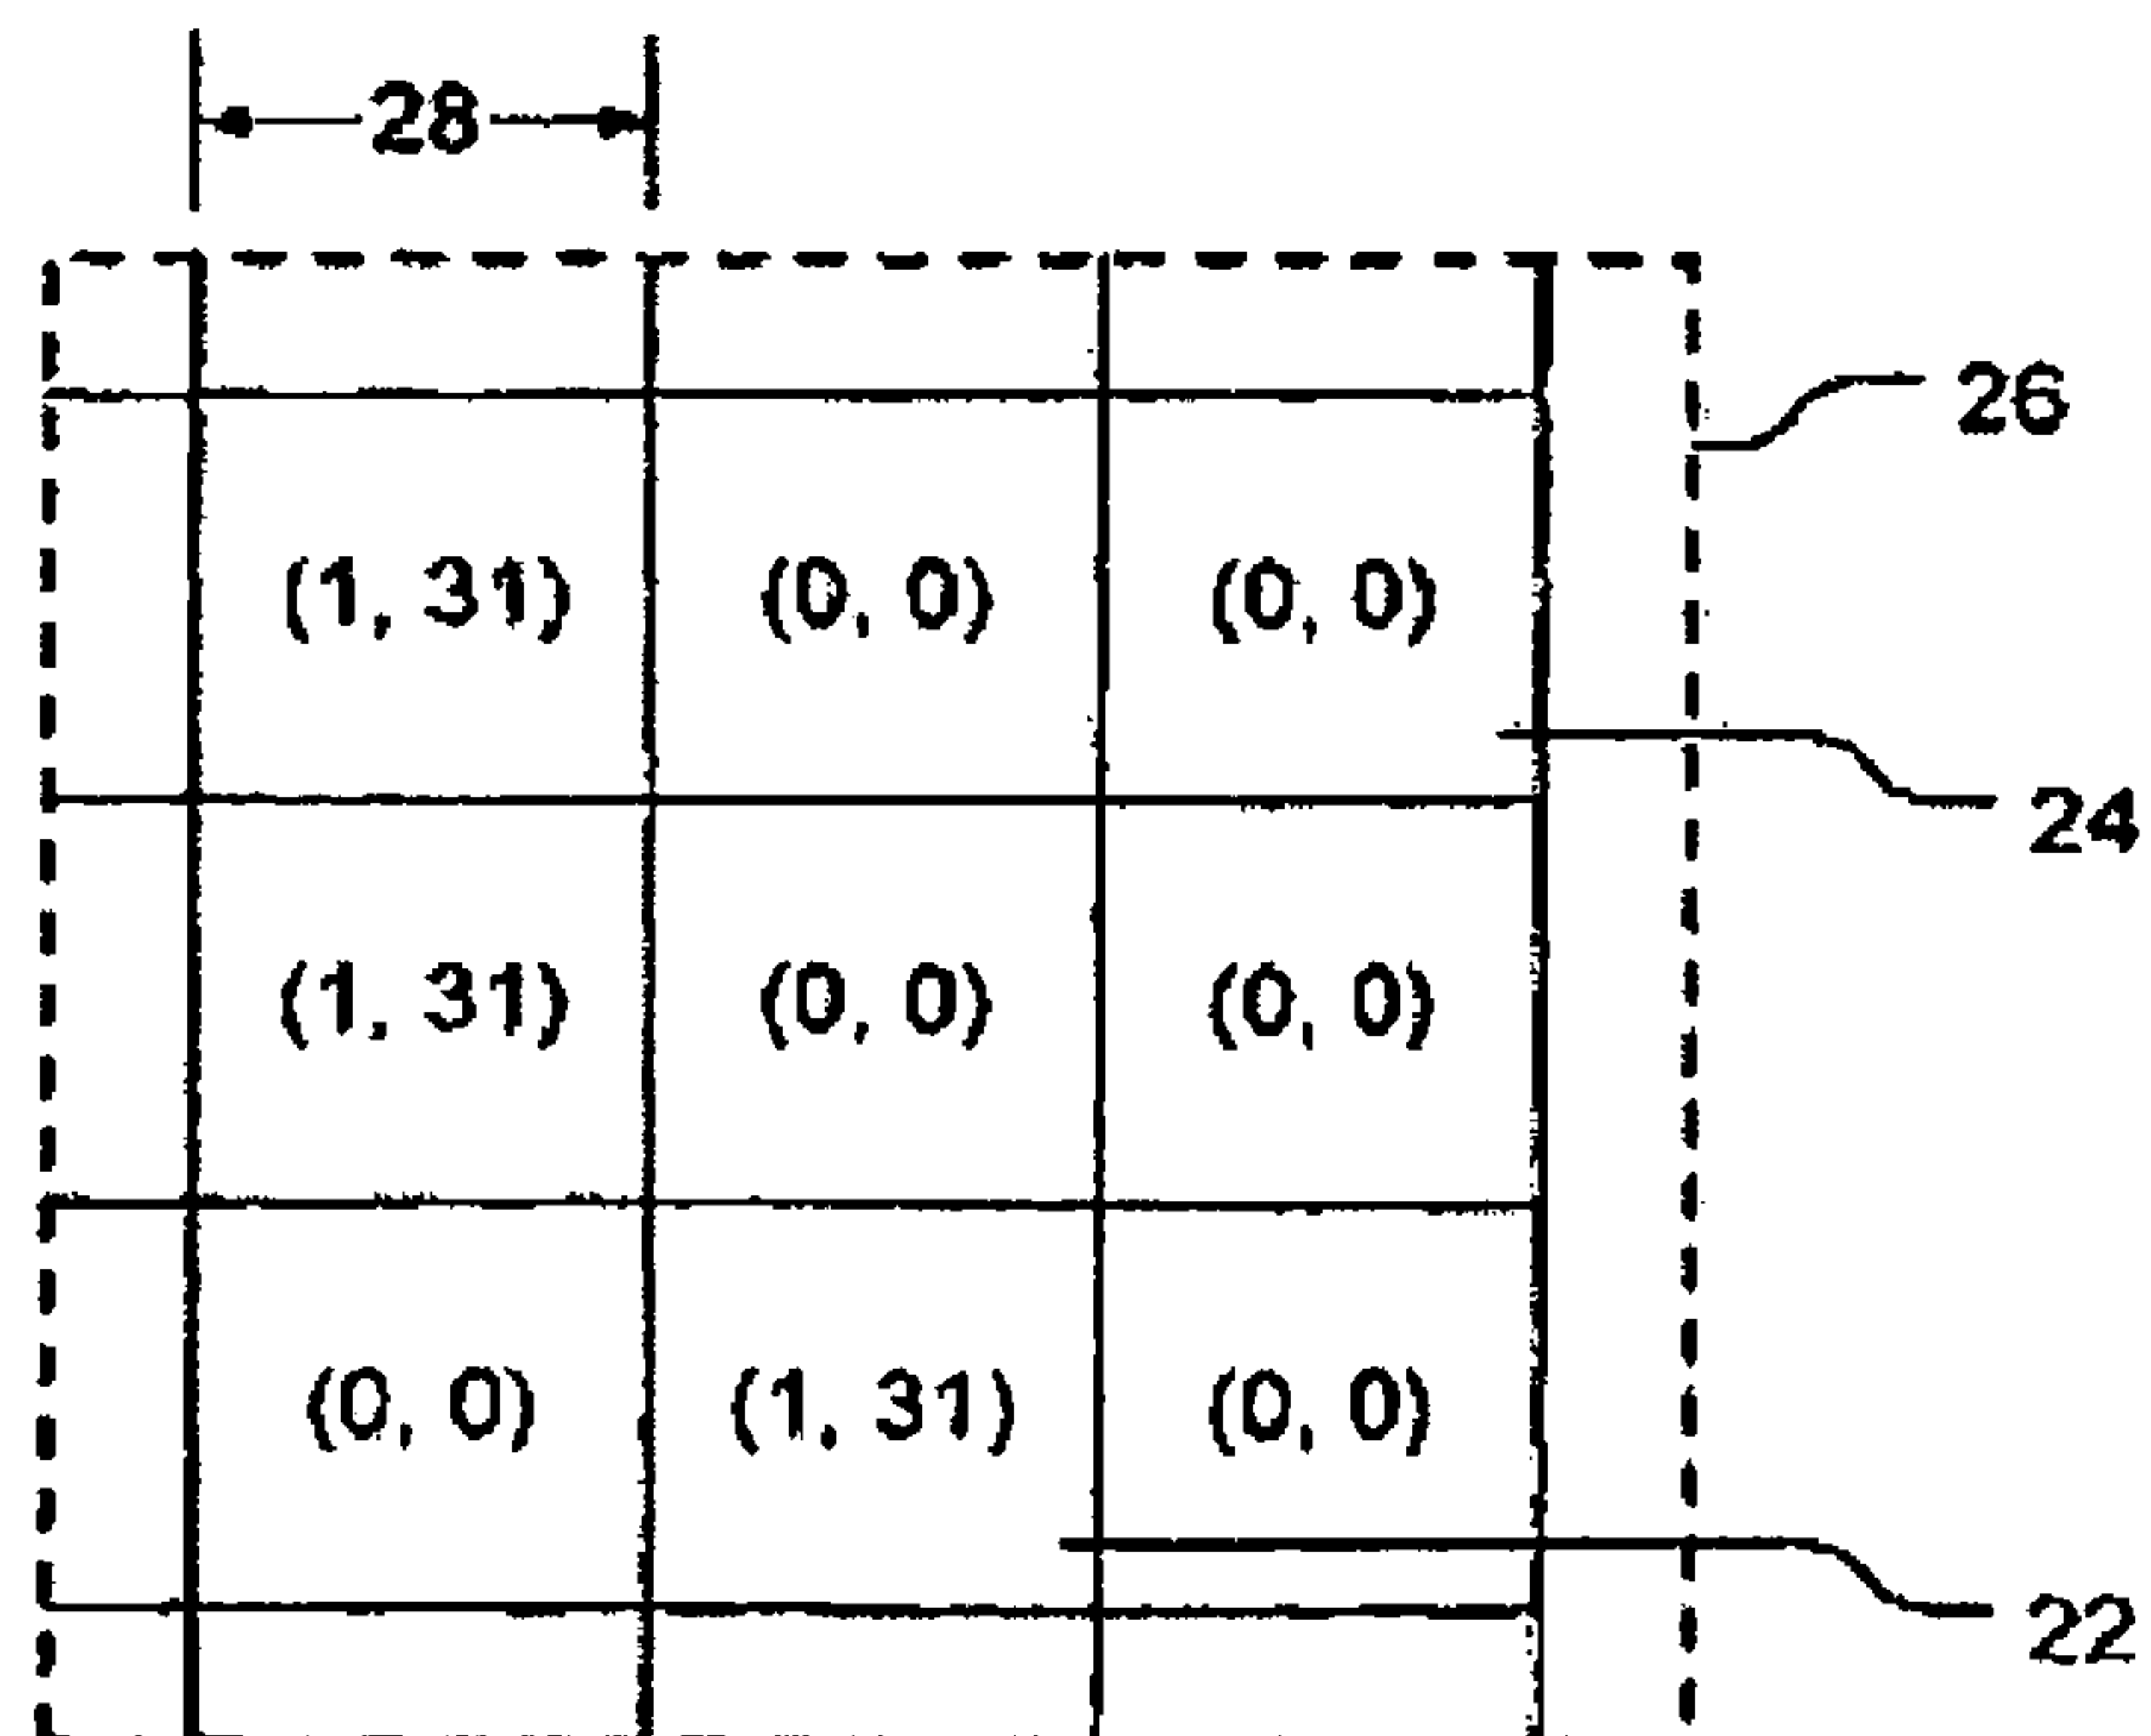 28
26
(1, 31) (0, 0) (0, 0)
24
(1, 31) (0, 0) (0, 0)
(0, 0) (1, 31) (0, 0)
22